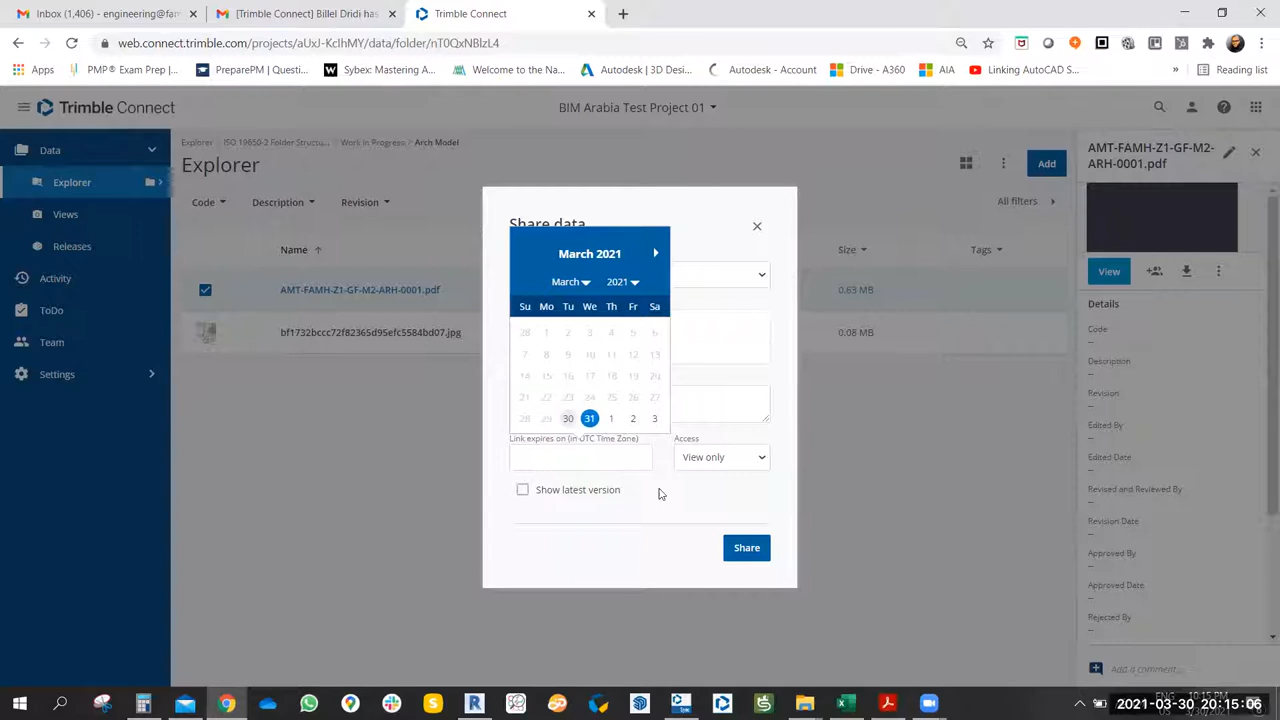 Inbox (1,406) - engineering@fam
[Trimble Connect] Billel Dridi has
Trimble Connect
web.connect.trimble.com/projects/aUxJ-KcIhMY/data/folder/nT0QxNBlzL4
Apps
PMP® Exam Prep |...
PreparePM | Questi...
Sybex: Mastering A...
Welcome to the Na...
Autodesk | 3D Desi...
Autodesk - Account
Drive - A360
AIA
Linking AutoCAD S...
Reading list
Trimble Connect
BIM Arabia Test Project 01
Data
Explorer
Views
Releases
Activity
ToDo
Team
Settings
Explorer
ISO 19650-2 Folder Structu...
Work in Progress
Arch Model
Explorer
Add
Code
Description
Revision
All filters
Name
Size
Tags
AMT-FAMH-Z1-GF-M2-ARH-0001.pdf
0.63 MB
bf1732bccc72f82365d95efc5584bd07.jpg
0.08 MB
Share data
March 2021
March
2021
Su Mo Tu We Th Fr Sa
28 1 2 3 4 5 6
7 8 9 10 11 12 13
14 15 16 17 18 19 20
21 22 23 24 25 26 27
28 29 30 31 1 2 3
Link expires on (in UTC Time Zone)
Access
View only
Show latest version
Share
AMT-FAMH-Z1-GF-M2-
ARH-0001.pdf
View
Details
Code
--
Description
--
Revision
--
Edited By
--
Edited Date
--
Revised and Reviewed By
--
Revision Date
--
Approved By
--
Approved Date
--
Rejected By
--
Add a comment...
ENG
10:15 PM
2021-03-30 20:15:06